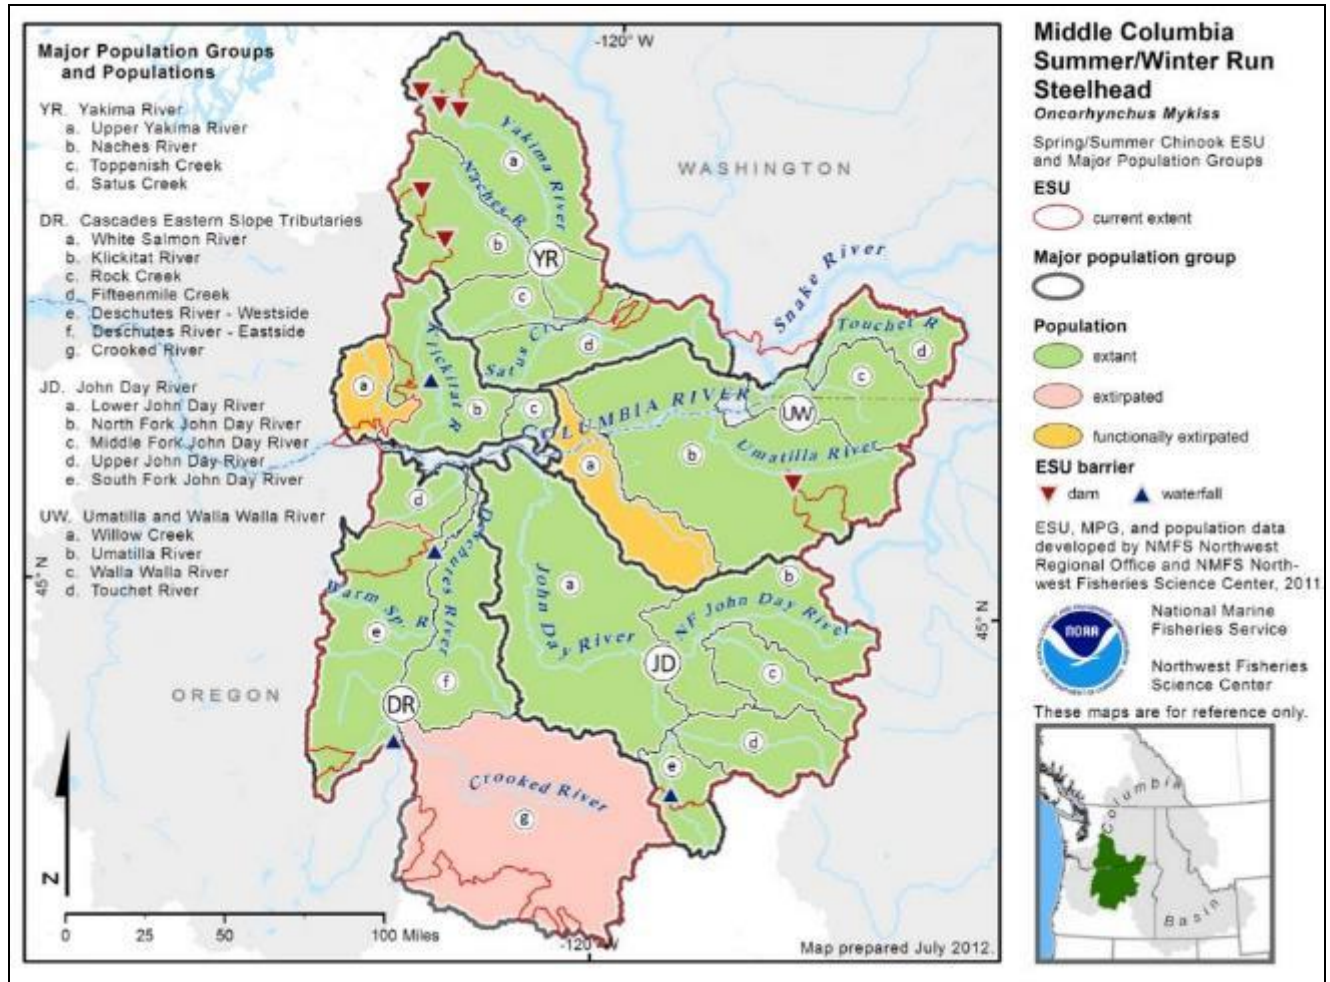 Major Population Groups
and Populations
YR. Yakima River
a. Upper Yakima River
b. Naches River
c. Toppenish Creek
d. Satus Creek
DR. Cascades Eastern Slope Tributaries
a. White Salmon River
b. Klickitat River
c. Rock Creek
d. Fifteenmile Creek
e. Deschutes River - Westside
f. Deschutes River - Eastside
g. Crooked River
JD. John Day River
a. Lower John Day River
b. North Fork John Day River
c. Middle Fork John Day River
d. Upper John Day River
e. South Fork John Day River
UW. Umatilla and Walla Walla River
a. Willow Creek
b. Umatilla River
c. Walla Walla River
d. Touchet River
-120° W
WASHINGTON
Yakima River
a
Naches R
b
YR
c
Snake River
Satus Cr
d
Touchet R
d
c
Klickitat R
a
b
c
COLUMBIA RIVER
UW
Umatilla River
a
b
d
Deschutes River
45° N
Warm Sp R
e
f
DR
John Day River
a
NF John Day River
b
JD
c
d
e
45° N
OREGON
Crooked River
g
N
0 25 50 100 Miles
-120° W
Map prepared July 2012.
Middle Columbia
Summer/Winter Run
Steelhead
Oncorhynchus Mykiss
Spring/Summer Chinook ESU
and Major Population Groups
ESU
current extent
Major population group
Population
extant
extirpated
functionally extirpated
ESU barrier
dam waterfall
ESU, MPG, and population data
developed by NMFS Northwest
Regional Office and NMFS North-
west Fisheries Science Center, 2011
NOAA
National Marine
Fisheries Service
Northwest Fisheries
Science Center
These maps are for reference only.
Columbia
Basin